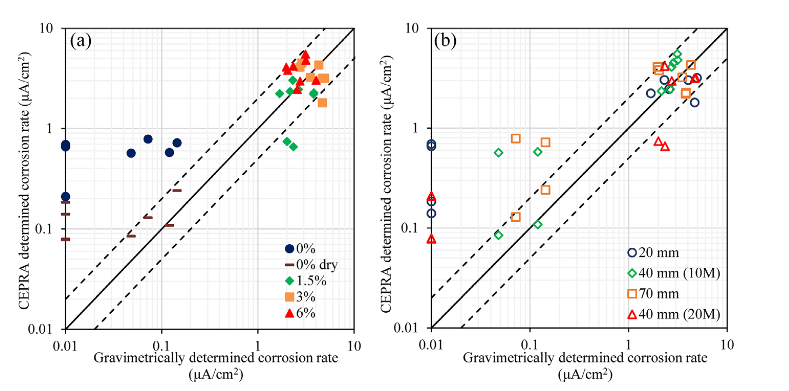 (a)
CEPRA determined corrosion rate (μA/cm²)
10
1
0.1
0.01
0.01
0.1
1
10
0%
0% dry
1.5%
3%
6%
Gravimetrically determined corrosion rate
(μA/cm²)
(b)
CEPRA determined corrosion rate (μA/cm²)
10
1
0.1
0.01
0.01
0.1
1
10
20 mm
40 mm (10M)
70 mm
40 mm (20M)
Gravimetrically determined corrosion rate
(μA/cm²)